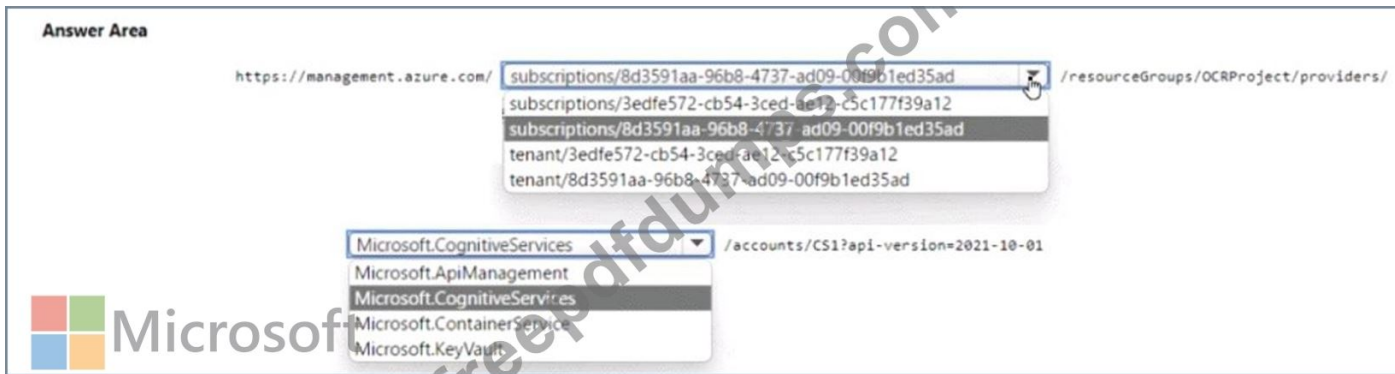 Answer Area
https://management.azure.com/ subscriptions/8d3591aa-96b8-4737-ad09-00f9b1ed35ad /resourceGroups/OCRProject/providers/
subscriptions/3edfe572-cb54-3ced-ae12-c5c177f39a12
subscriptions/8d3591aa-96b8-4737-ad09-00f9b1ed35ad
tenant/3edfe572-cb54-3ced-ae12-c5c177f39a12
tenant/8d3591aa-96b8-4737-ad09-00f9b1ed35ad
Microsoft.CognitiveServices /accounts/CS1?api-version=2021-10-01
Microsoft.ApiManagement
Microsoft.CognitiveServices
Microsoft.ContainerService
Microsoft.KeyVault
Microsoft
freepdfdumps.com